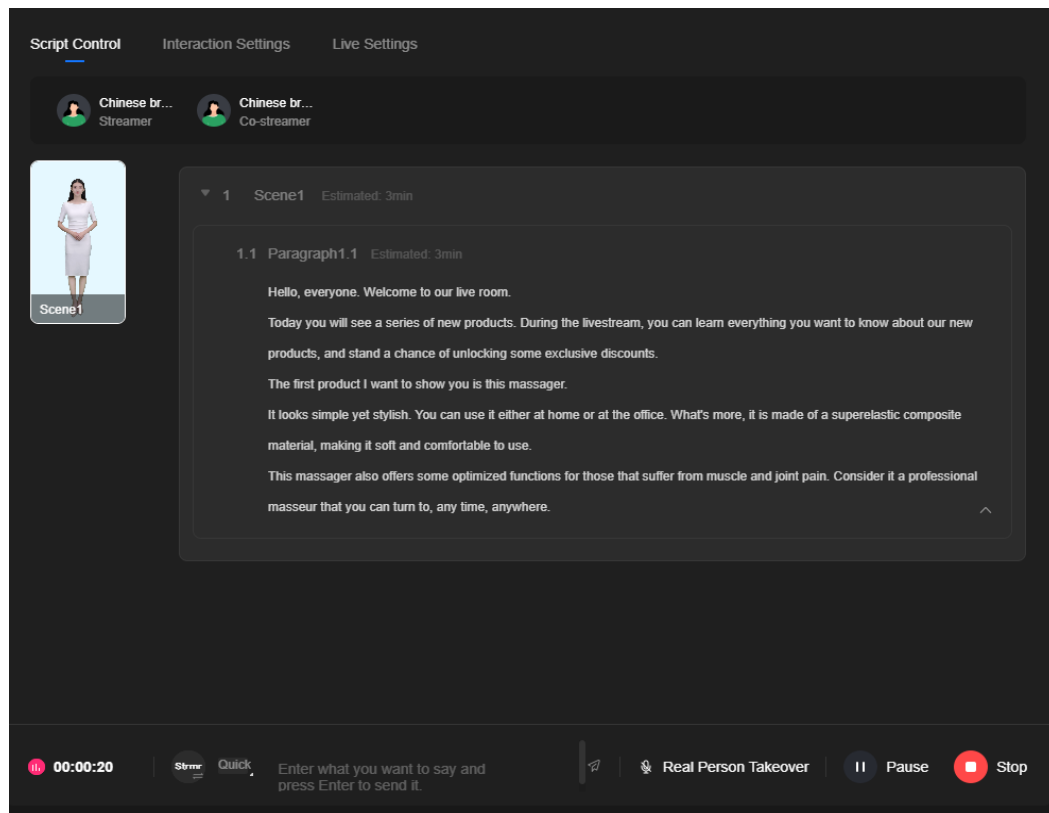 Script Control Interaction Settings Live Settings
Chinese br... Chinese br...
Streamer Co-streamer
Scene1
1 Scene1 Estimated: 3min
1.1 Paragraph1.1 Estimated: 3min
Hello, everyone. Welcome to our live room.
Today you will see a series of new products. During the livestream, you can learn everything you want to know about our new
products, and stand a chance of unlocking some exclusive discounts.
The first product I want to show you is this massager.
It looks simple yet stylish. You can use it either at home or at the office. What's more, it is made of a superelastic composite
material, making it soft and comfortable to use.
This massager also offers some optimized functions for those that suffer from muscle and joint pain. Consider it a professional
masseur that you can turn to, any time, anywhere.
00:00:20 Strmr Quick Enter what you want to say and
press Enter to send it. Real Person Takeover Pause Stop